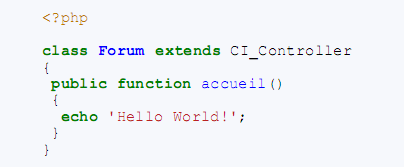 <?php
class Forum extends CI_Controller
{
public function accueil()
{
echo 'Hello World!';
}
}